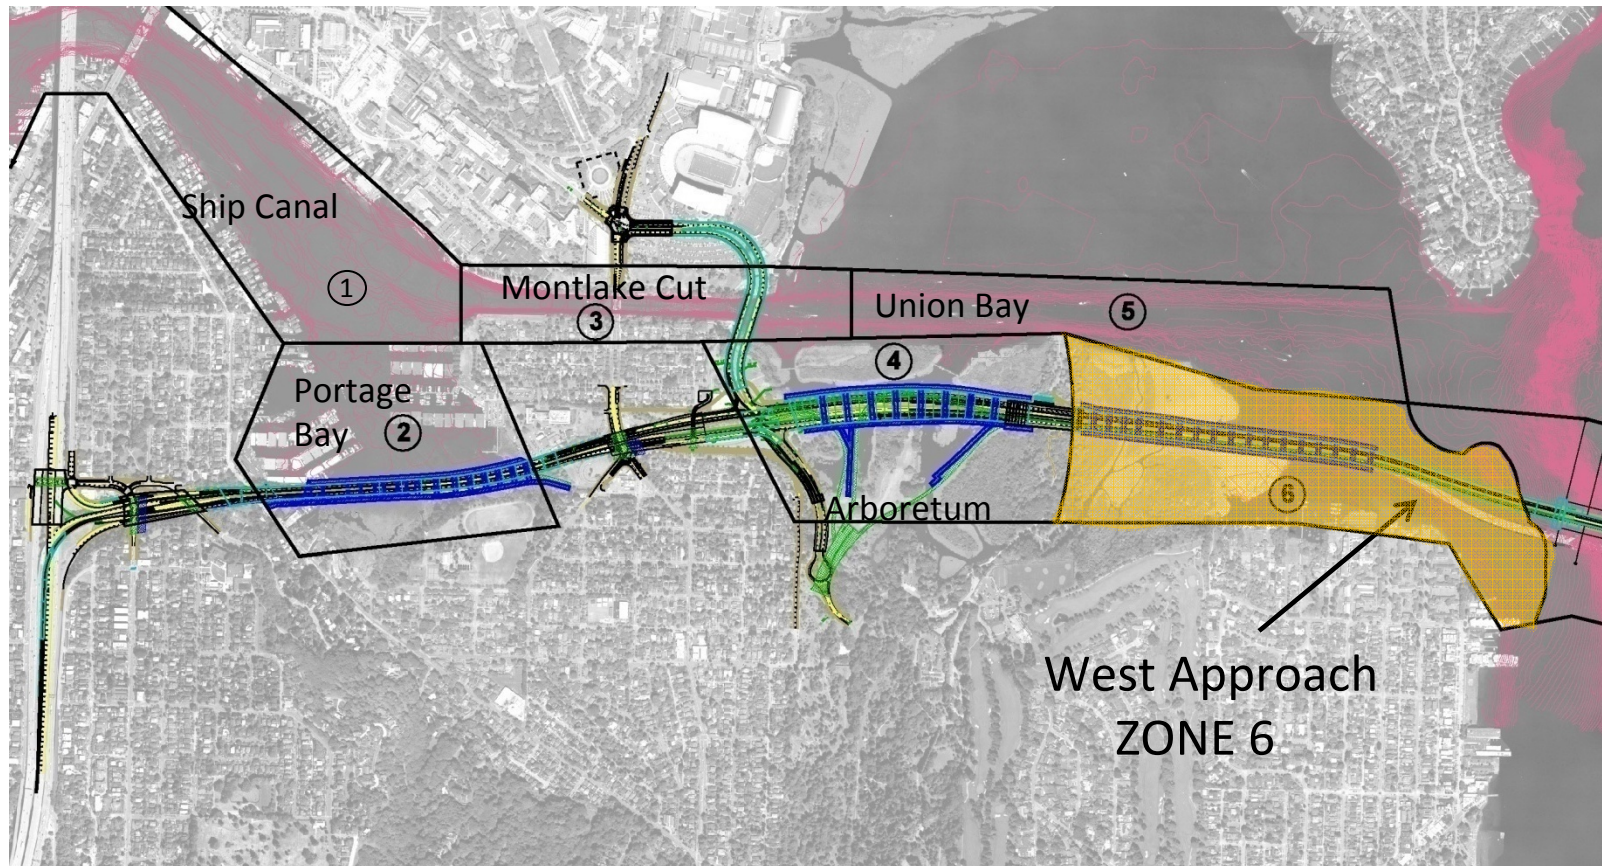 Ship Canal
1
Montlake Cut
3
Union Bay
5
4
Portage
Bay
2
6
Arboretum
West Approach
ZONE 6